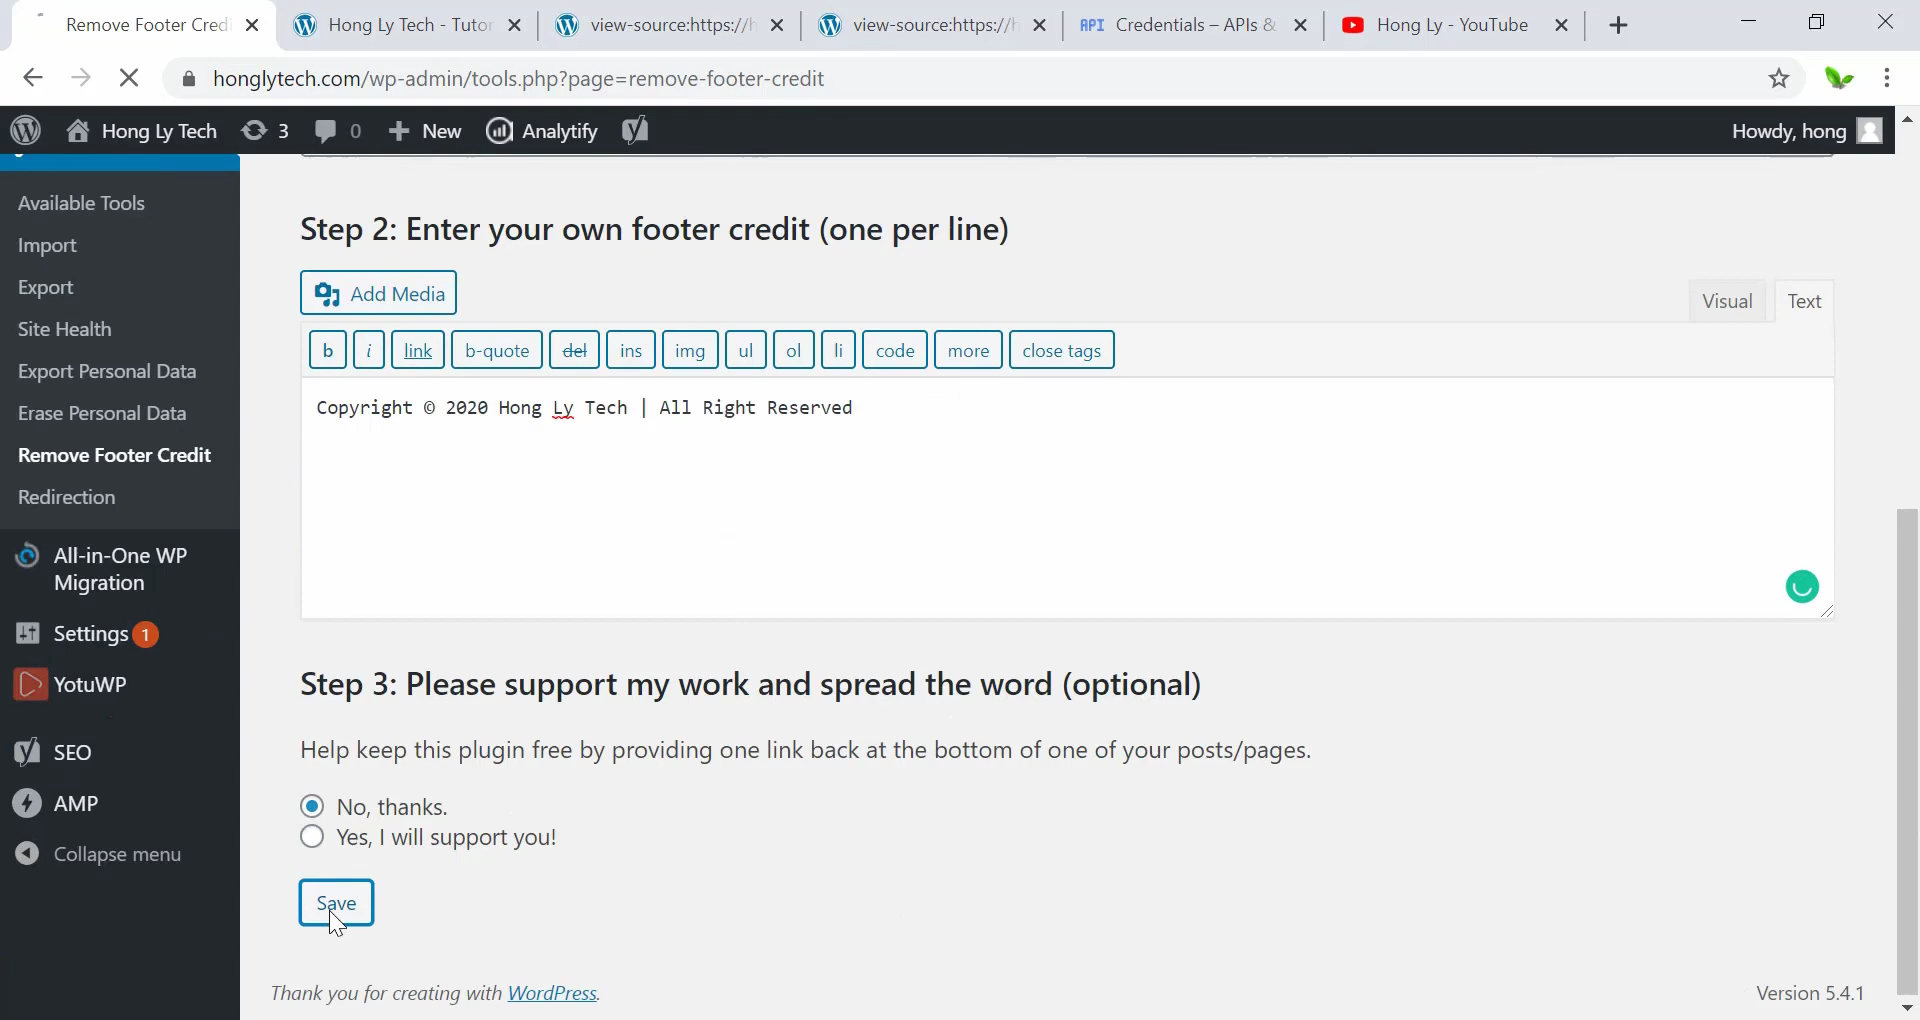 Remove Footer Cred
Hong Ly Tech - Tutor
view-source:https://h
view-source:https://h
API Credentials – APIs &
Hong Ly - YouTube
honglytech.com/wp-admin/tools.php?page=remove-footer-credit
Hong Ly Tech 3 0 New Analytify Howdy, hong
Available Tools
Import
Export
Site Health
Export Personal Data
Erase Personal Data
Remove Footer Credit
Redirection
All-in-One WP
Migration
Settings 1
YotuWP
SEO
AMP
Collapse menu
Step 2: Enter your own footer credit (one per line)
Add Media
Visual Text
b i link b-quote del ins img ul ol li code more close tags
Copyright © 2020 Hong Ly Tech | All Right Reserved
Step 3: Please support my work and spread the word (optional)
Help keep this plugin free by providing one link back at the bottom of one of your posts/pages.
No, thanks.
Yes, I will support you!
Save
Thank you for creating with WordPress.
Version 5.4.1